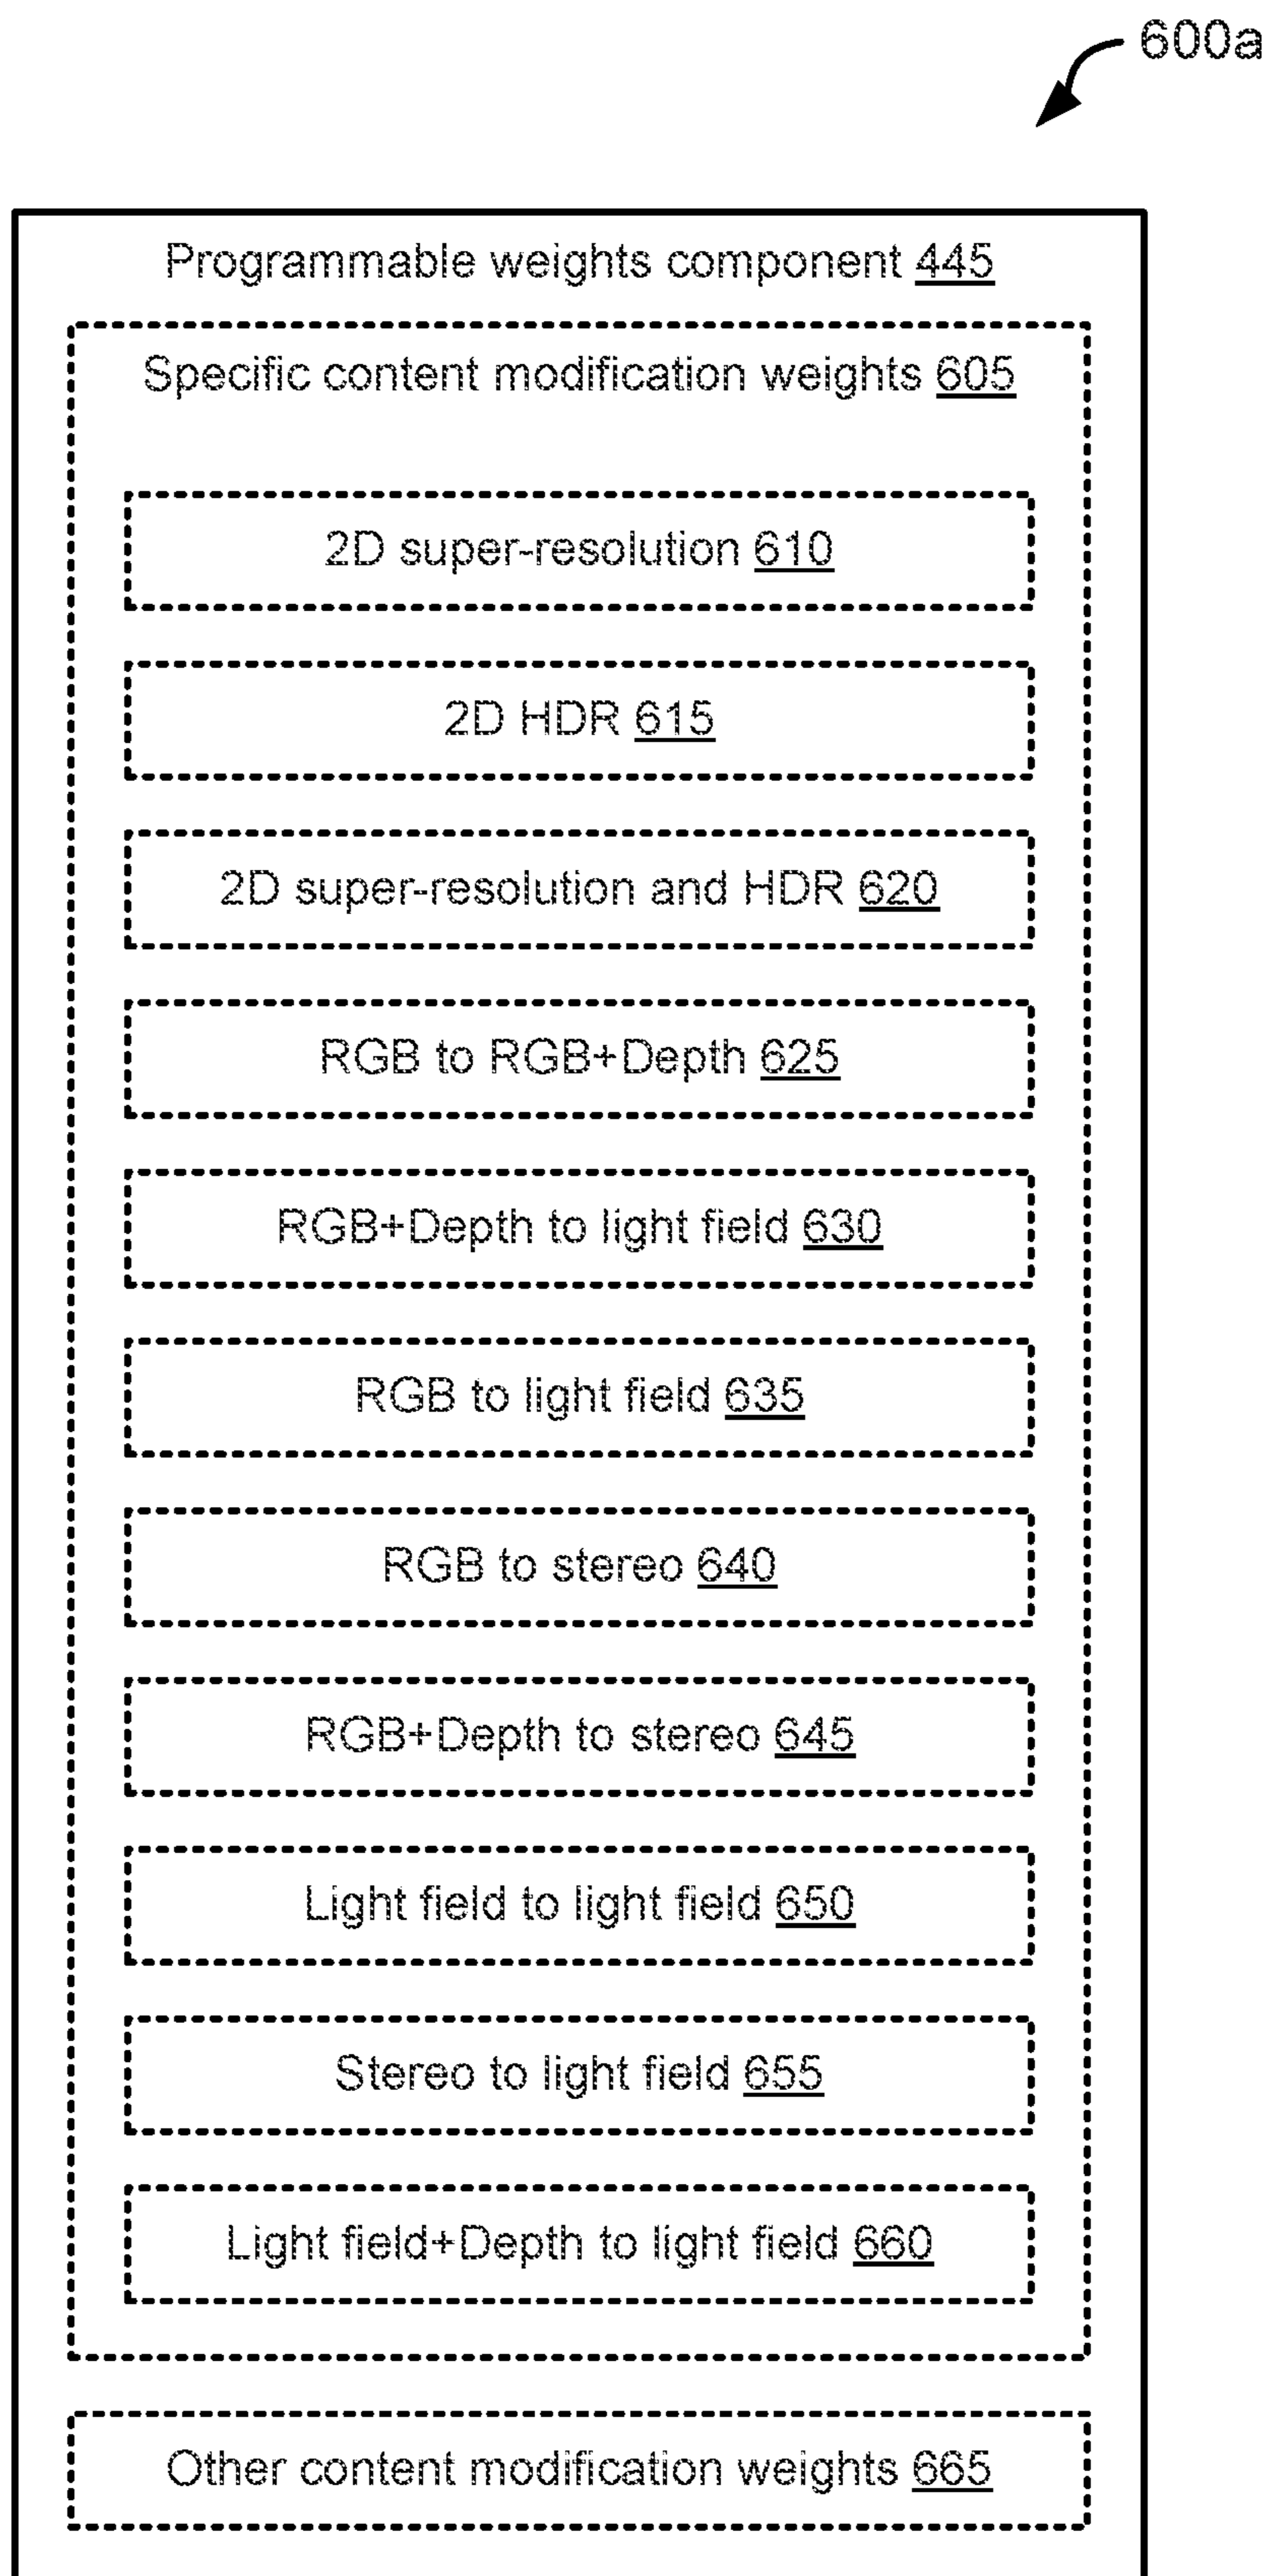 600a
Programmable weights component 445
Specific content modification weights 605
2D super-resolution 610
2D HDR 615
2D super-resolution and HDR 620
RGB to RGB+Depth 625
RGB+Depth to light field 630
RGB to light field 635
RGB to stereo 640
RGB+Depth to stereo 645
Light field to light field 650
Stereo to light field 655
Light field+Depth to light field 660
Other content modification weights 665